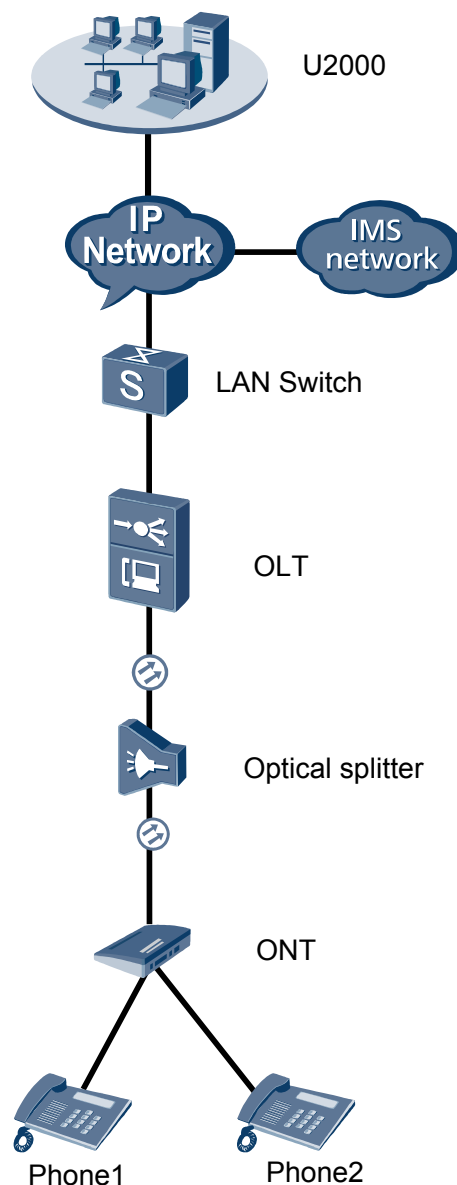 U2000
IP
Network
IMS
network
S
LAN Switch
OLT
Optical splitter
ONT
Phone1
Phone2